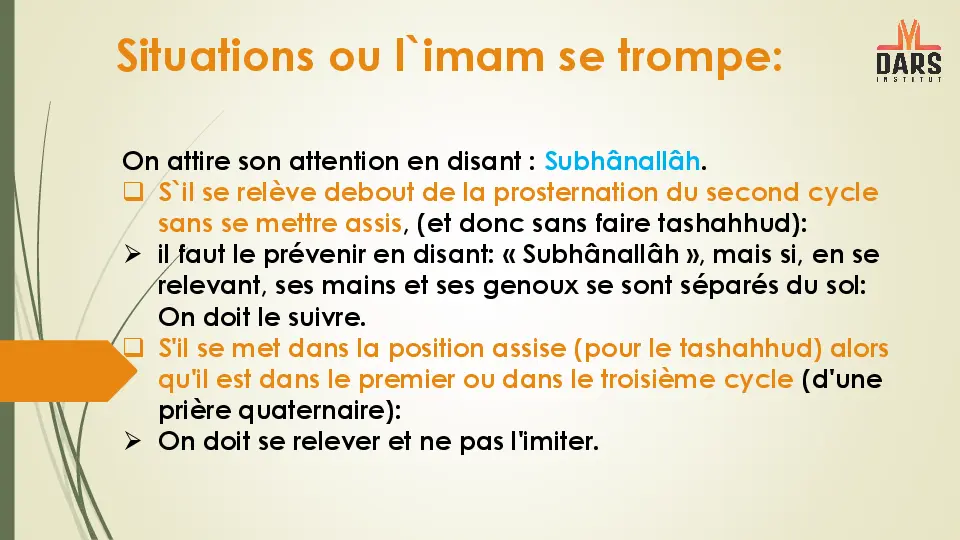 Situations ou l`imam se trompe:
M
DARS
INSTITUT
On attire son attention en disant : Subhânallâh.
❑ S`il se relève debout de la prosternation du second cycle
sans se mettre assis, (et donc sans faire tashahhud):
➢ il faut le prévenir en disant: « Subhânallâh », mais si, en se
relevant, ses mains et ses genoux se sont séparés du sol:
On doit le suivre.
❑ S'il se met dans la position assise (pour le tashahhud) alors
qu'il est dans le premier ou dans le troisième cycle (d'une
prière quaternaire):
➢ On doit se relever et ne pas l'imiter.